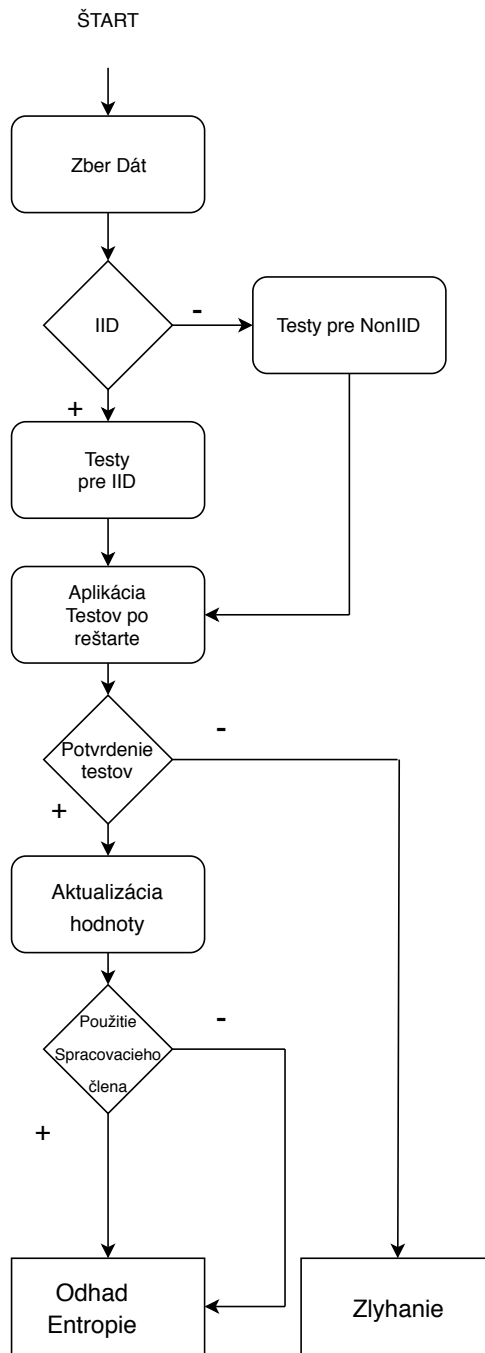 ŠTART
Zber Dát
IID
-
Testy pre NonIID
+
Testy
pre IID
Aplikácia
Testov po
reštarte
-
Potvrdenie
testov
+
Aktualizácia
hodnoty
Použitie
-
Spracovacieho
člena
+
Odhad
Entropie
Zlyhanie